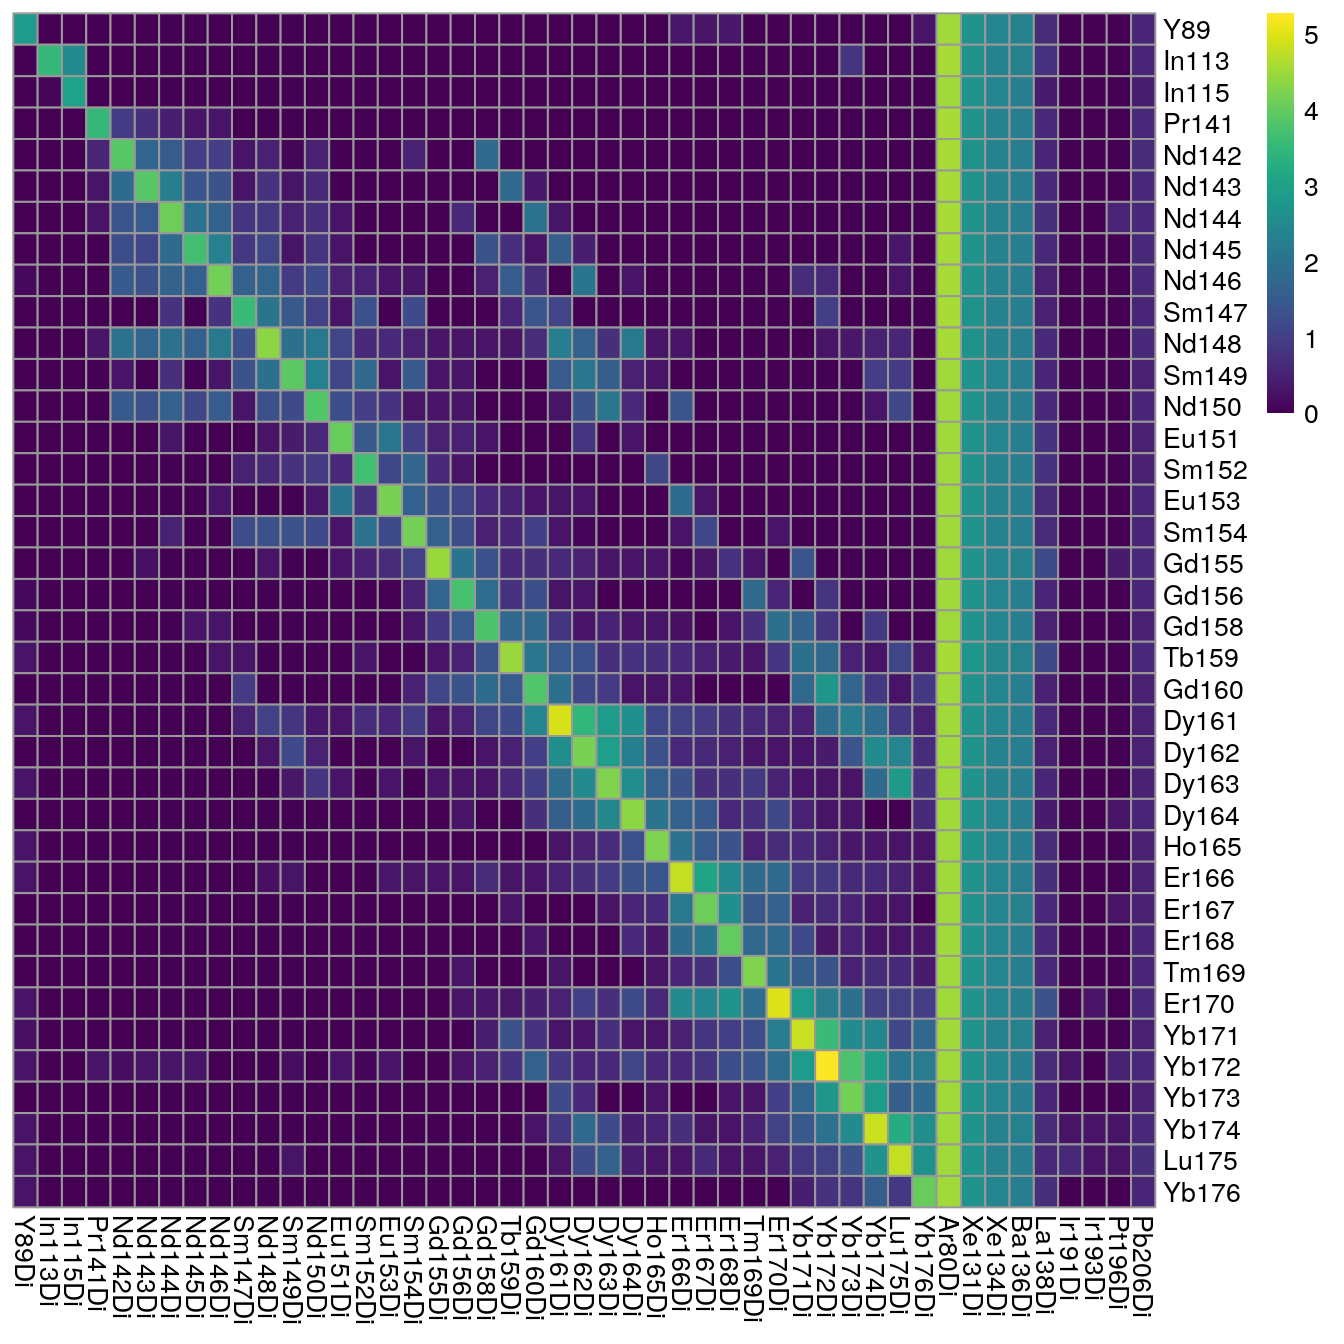 Y89
In113
In115
Pr141
Nd142
Nd143
Nd144
Nd145
Nd146
Sm147
Nd148
Sm149
Nd150
Eu151
Sm152
Eu153
Sm154
Gd155
Gd156
Gd158
Tb159
Gd160
Dy161
Dy162
Dy163
Dy164
Ho165
Er166
Er167
Er168
Tm169
Er170
Yb171
Yb172
Yb173
Yb174
Lu175
Yb176
5
4
3
2
1
0
Y89Di
In113Di
In115Di
Pr141Di
Nd142Di
Nd143Di
Nd144Di
Nd145Di
Nd146Di
Sm147Di
Nd148Di
Sm149Di
Nd150Di
Eu151Di
Sm152Di
Eu153Di
Sm154Di
Gd155Di
Gd156Di
Gd158Di
Tb159Di
Gd160Di
Dy161Di
Dy162Di
Dy163Di
Dy164Di
Ho165Di
Er166Di
Er167Di
Er168Di
Tm169Di
Er170Di
Yb171Di
Yb172Di
Yb173Di
Yb174Di
Lu175Di
Yb176Di
Ar80Di
Xe131Di
Xe134Di
Ba136Di
La138Di
Ir191Di
Ir193Di
Pt196Di
Pb206Di